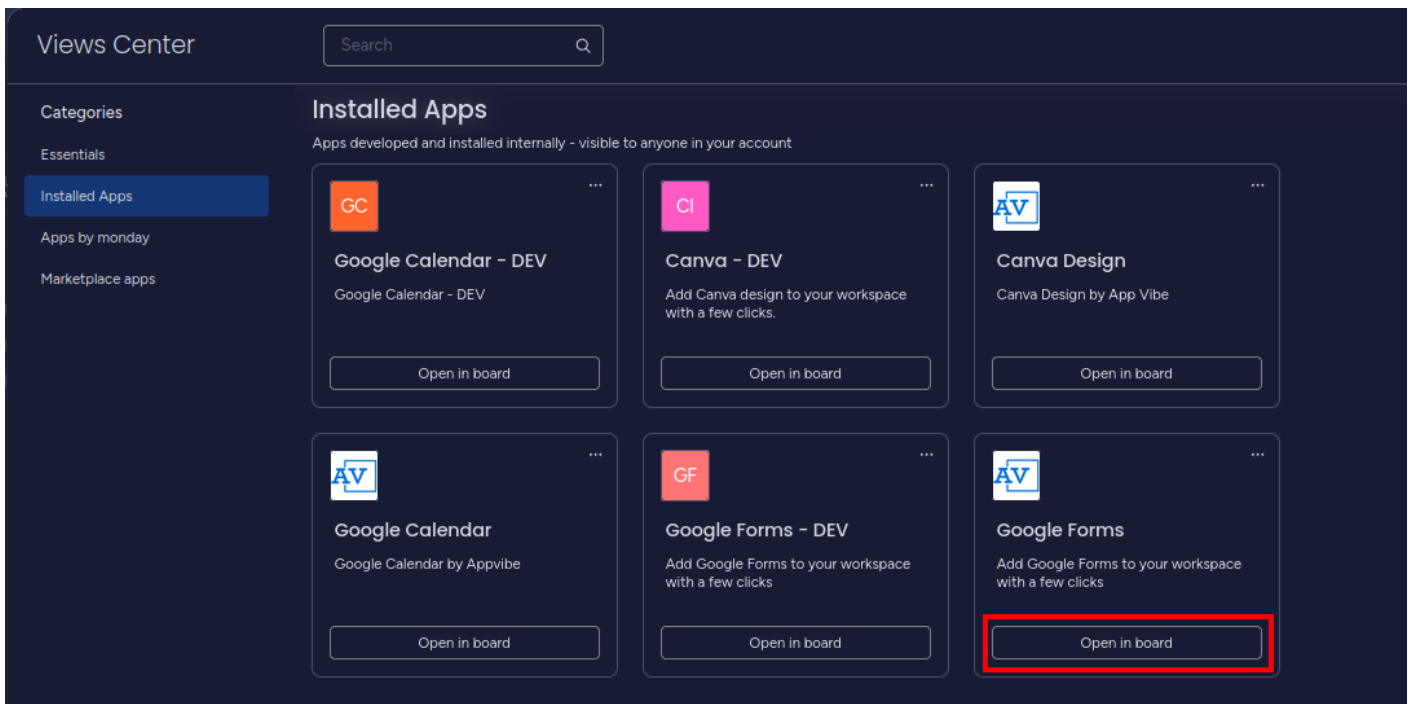 Views Center
Search
Categories
Essentials
Installed Apps
Apps by monday
Marketplace apps
Installed Apps
Apps developed and installed internally - visible to anyone in your account
GC
Google Calendar - DEV
Google Calendar - DEV
Open in board
CI
Canva - DEV
Add Canva design to your workspace
with a few clicks.
Open in board
AV
Canva Design
Canva Design by App Vibe
Open in board
AV
Google Calendar
Google Calendar by Appvibe
Open in board
GF
Google Forms - DEV
Add Google Forms to your workspace
with a few clicks
Open in board
AV
Google Forms
Add Google Forms to your workspace
with a few clicks
Open in board